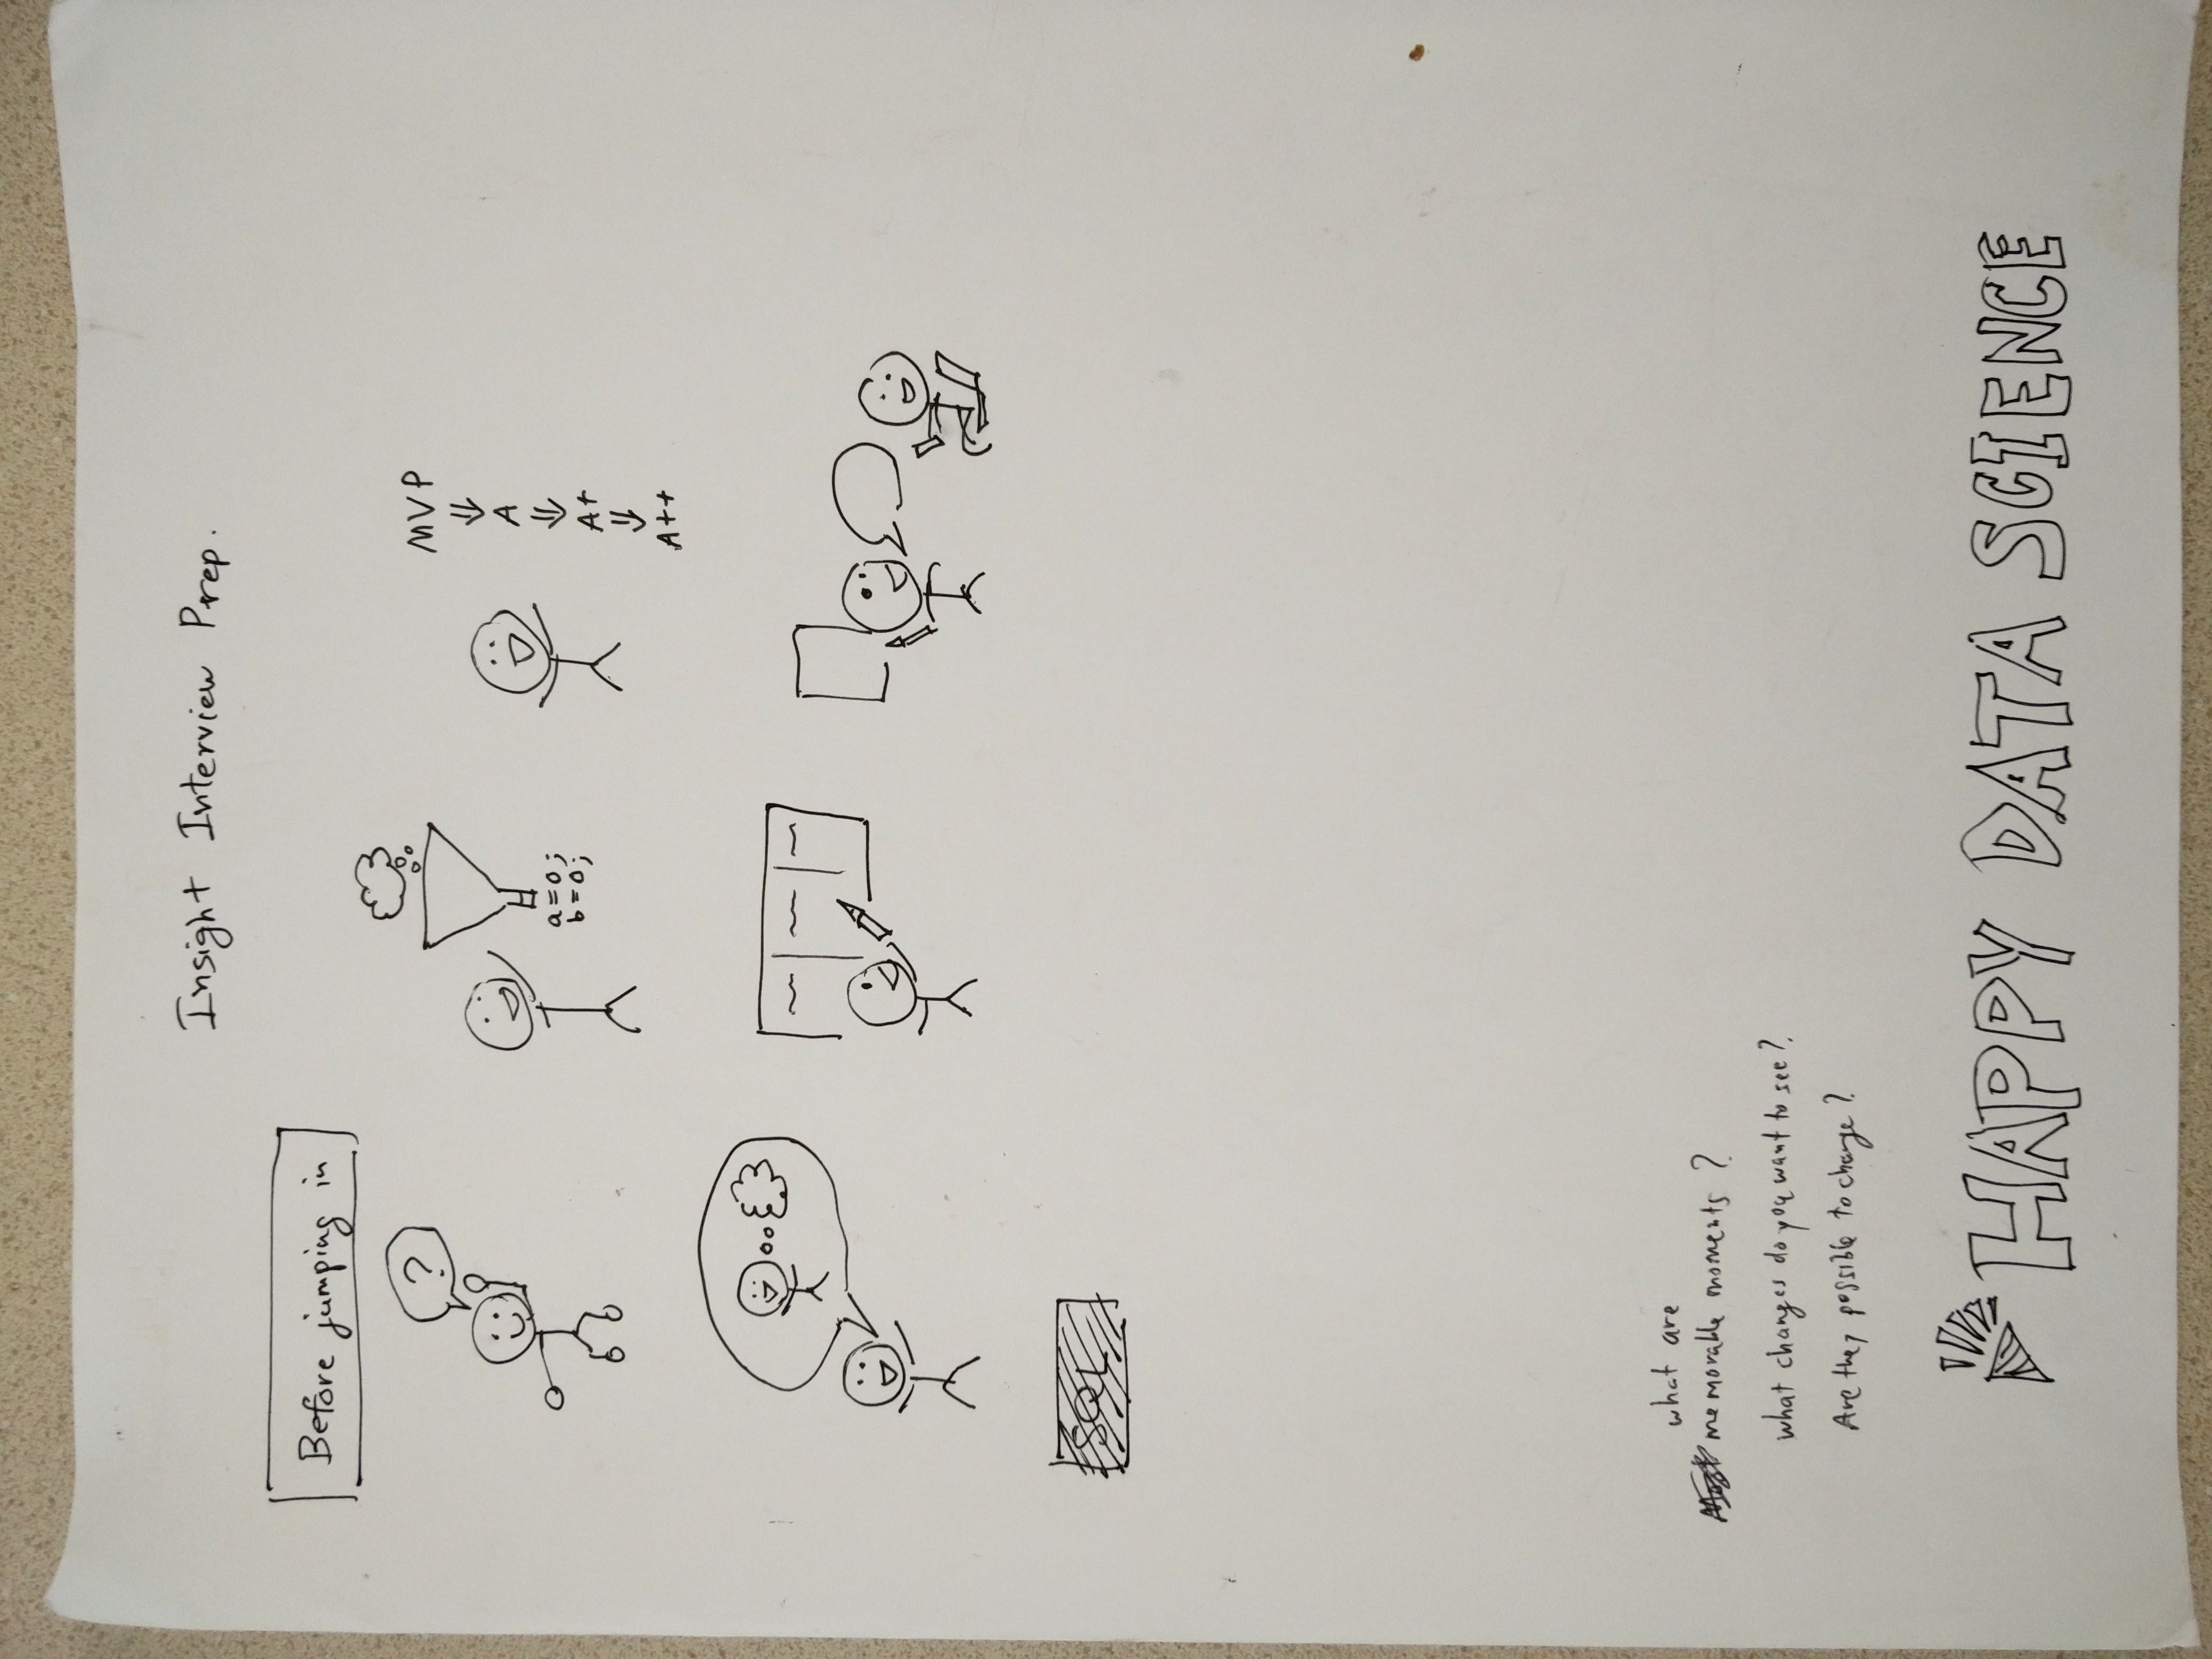 Insight Interview Prep.
Before jumping in
?
a=0;
b=0;
MVP
⇓
A
⇓
A+
⇓
A++
SQL
what are
Most memorable moments?
what changes do you want to see?
Are they possible to change?
HAPPY DATA SCIENCE